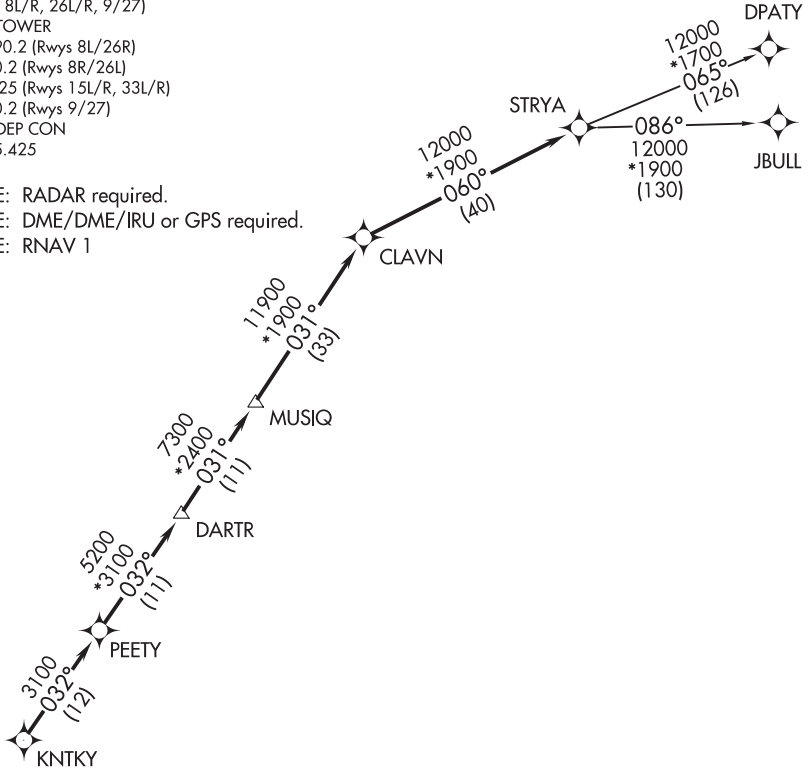 8L/R, 26L/R, 9/27)
TOWER
0.2 (Rwys 8L/26R)
0.2 (Rwys 8R/26L)
25 (Rwys 15L/R, 33L/R)
0.2 (Rwys 9/27)
DEP CON
.425
E: RADAR required.
E: DME/DME/IRU or GPS required.
E: RNAV 1
DPATY
12000
*1700
065°
(126)
STRYA
086°
12000
*1900
(130)
JBULL
12000
*1900
060°
(40)
CLAVN
11900
*1900
031°
(33)
MUSIQ
7300
*2400
031°
(11)
DARTR
5200
*3100
032°
(11)
PEETY
3100
032°
(12)
KNTKY